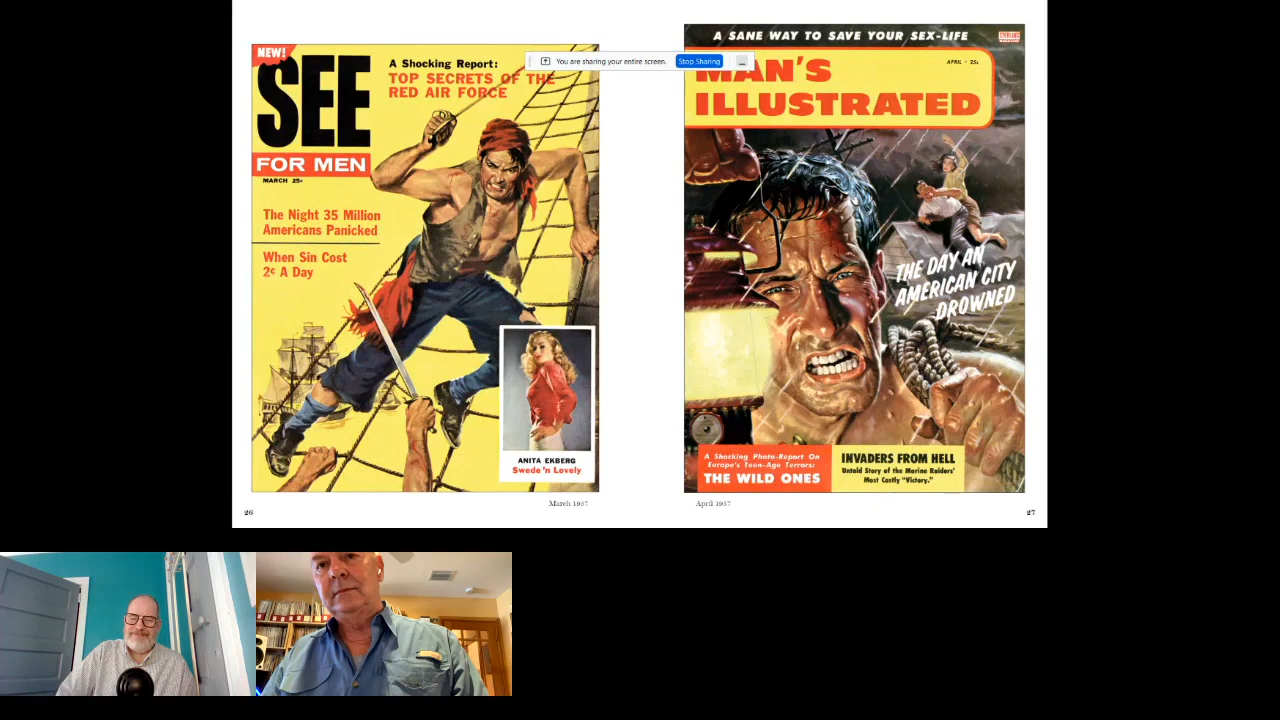 NEW!
SEE
FOR MEN
MARCH 25¢
A Shocking Report:
TOP SECRETS OF THE
RED AIR FORCE
The Night 35 Million
Americans Panicked
When Sin Cost
2¢ A Day
ANITA EKBERG
Swede 'n Lovely
March 1957
26
You are sharing your entire screen.
Stop Sharing
A SANE WAY TO SAVE YOUR SEX-LIFE
STERLING
MAN'S
ILLUSTRATED
APRIL • 25¢
THE DAY AN
AMERICAN CITY
DROWNED
A Shocking Photo-Report On
Europe's Teen-Age Terrors:
THE WILD ONES
INVADERS FROM HELL
Untold Story of the Marine Raiders'
Most Costly "Victory."
April 1957
27